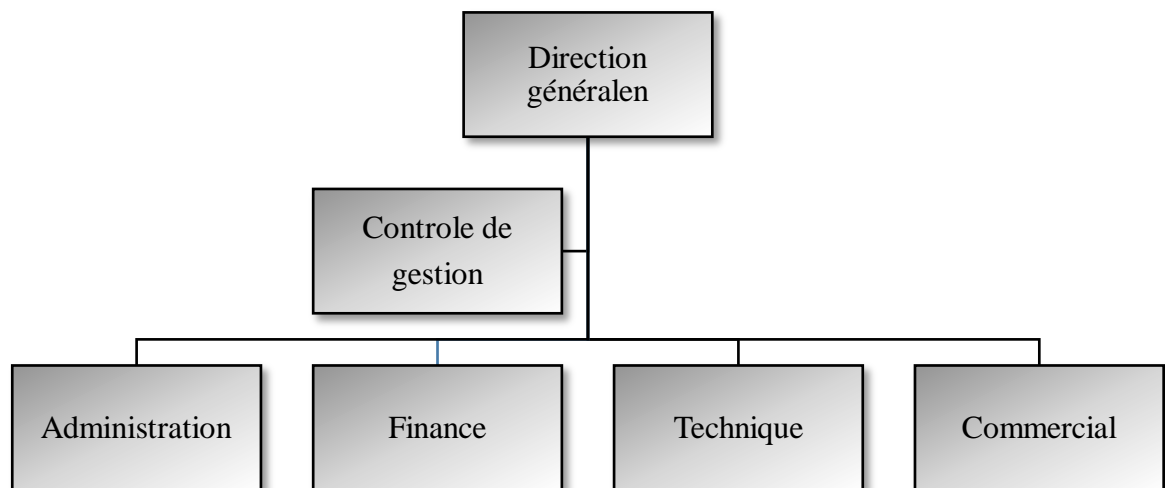 Direction
généralen
Controle de
gestion
Administration
Finance
Technique
Commercial